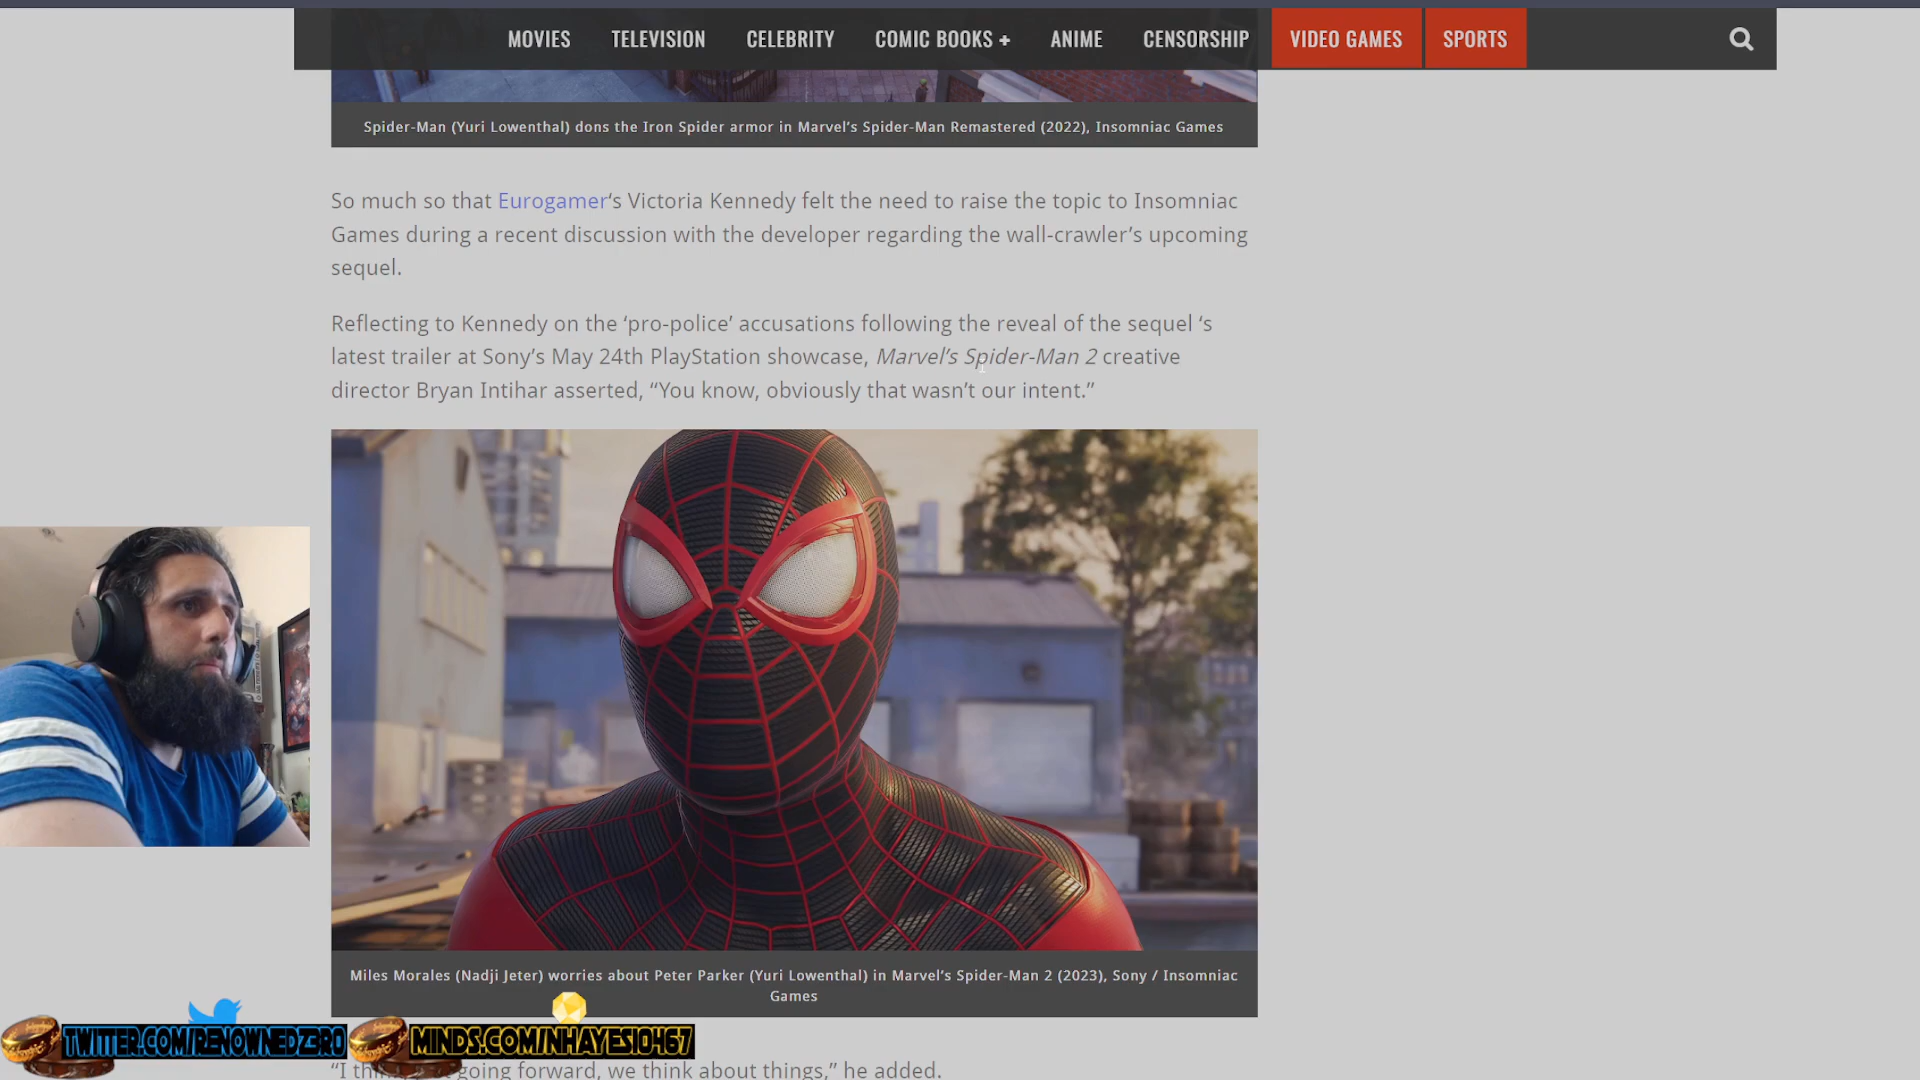 MOVIES TELEVISION CELEBRITY COMIC BOOKS + ANIME CENSORSHIP VIDEO GAMES SPORTS
Spider-Man (Yuri Lowenthal) dons the Iron Spider armor in Marvel's Spider-Man Remastered (2022), Insomniac Games
So much so that Eurogamer‘s Victoria Kennedy felt the need to raise the topic to Insomniac
Games during a recent discussion with the developer regarding the wall-crawler’s upcoming
sequel.
Reflecting to Kennedy on the ‘pro-police’ accusations following the reveal of the sequel ‘s
latest trailer at Sony’s May 24th PlayStation showcase, Marvel’s Spider-Man 2 creative
director Bryan Intihar asserted, “You know, obviously that wasn’t our intent.”
Miles Morales (Nadji Jeter) worries about Peter Parker (Yuri Lowenthal) in Marvel’s Spider-Man 2 (2023), Sony / Insomniac
Games
TWITTER.COM/RENOWNEDZ3R0 MINDS.COM/NHAYES10467
“I going forward, we think about things,” he added.